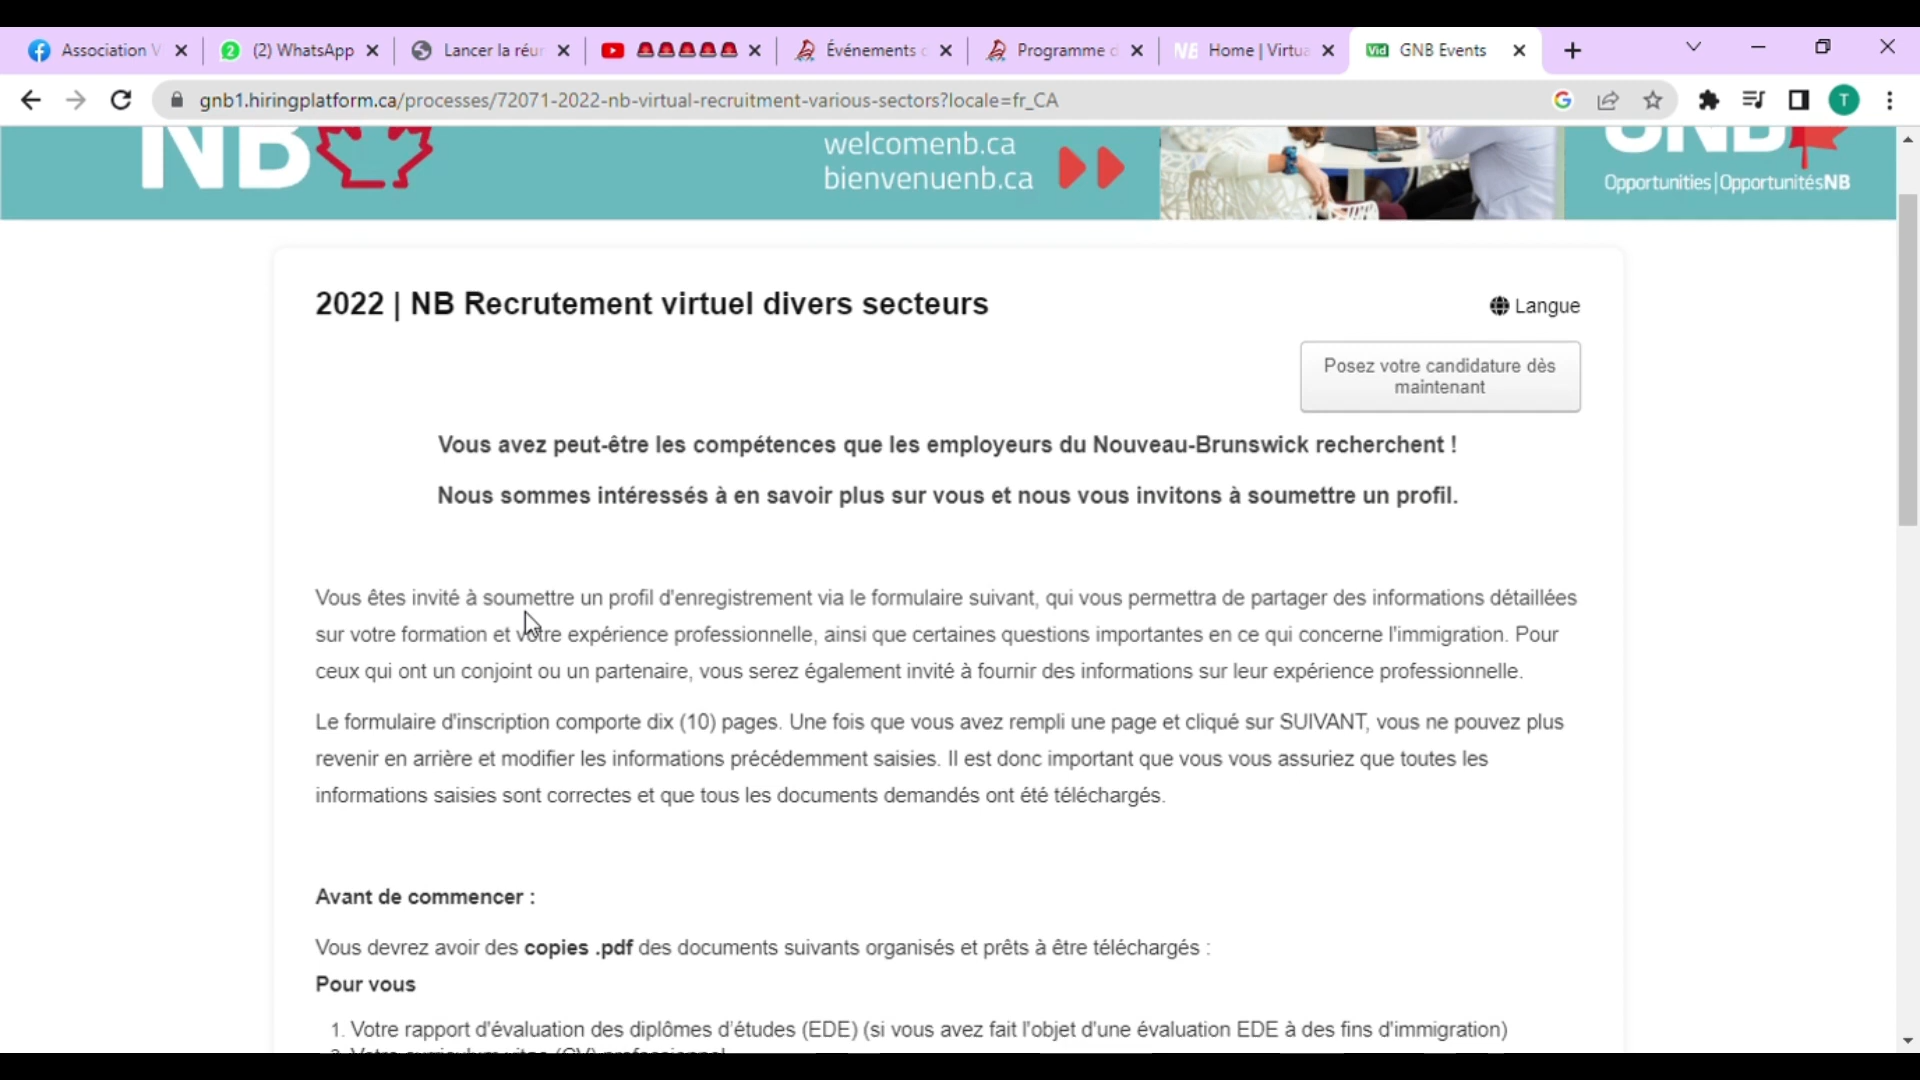 Association V
(2) WhatsApp
Lancer la réu
Événements
Programme
Home | Virtua
GNB Events
gnb1.hiringplatform.ca/processes/72071-2022-nb-virtual-recruitment-various-sectors?locale=fr_CA
T
NB
welcomenb.ca
bienvenuenb.ca
Opportunities|OpportunitésNB
2022 | NB Recrutement virtuel divers secteurs
Langue
Posez votre candidature dès
maintenant
Vous avez peut-être les compétences que les employeurs du Nouveau-Brunswick recherchent !
Nous sommes intéressés à en savoir plus sur vous et nous vous invitons à soumettre un profil.
Vous êtes invité à soumettre un profil d'enregistrement via le formulaire suivant, qui vous permettra de partager des informations détaillées
sur votre formation et votre expérience professionnelle, ainsi que certaines questions importantes en ce qui concerne l'immigration. Pour
ceux qui ont un conjoint ou un partenaire, vous serez également invité à fournir des informations sur leur expérience professionnelle.
Le formulaire d'inscription comporte dix (10) pages. Une fois que vous avez rempli une page et cliqué sur SUIVANT, vous ne pouvez plus
revenir en arrière et modifier les informations précédemment saisies. Il est donc important que vous vous assuriez que toutes les
informations saisies sont correctes et que tous les documents demandés ont été téléchargés.
Avant de commencer :
Vous devrez avoir des copies .pdf des documents suivants organisés et prêts à être téléchargés :
Pour vous
1. Votre rapport d'évaluation des diplômes d'études (EDE) (si vous avez fait l'objet d'une évaluation EDE à des fins d'immigration)